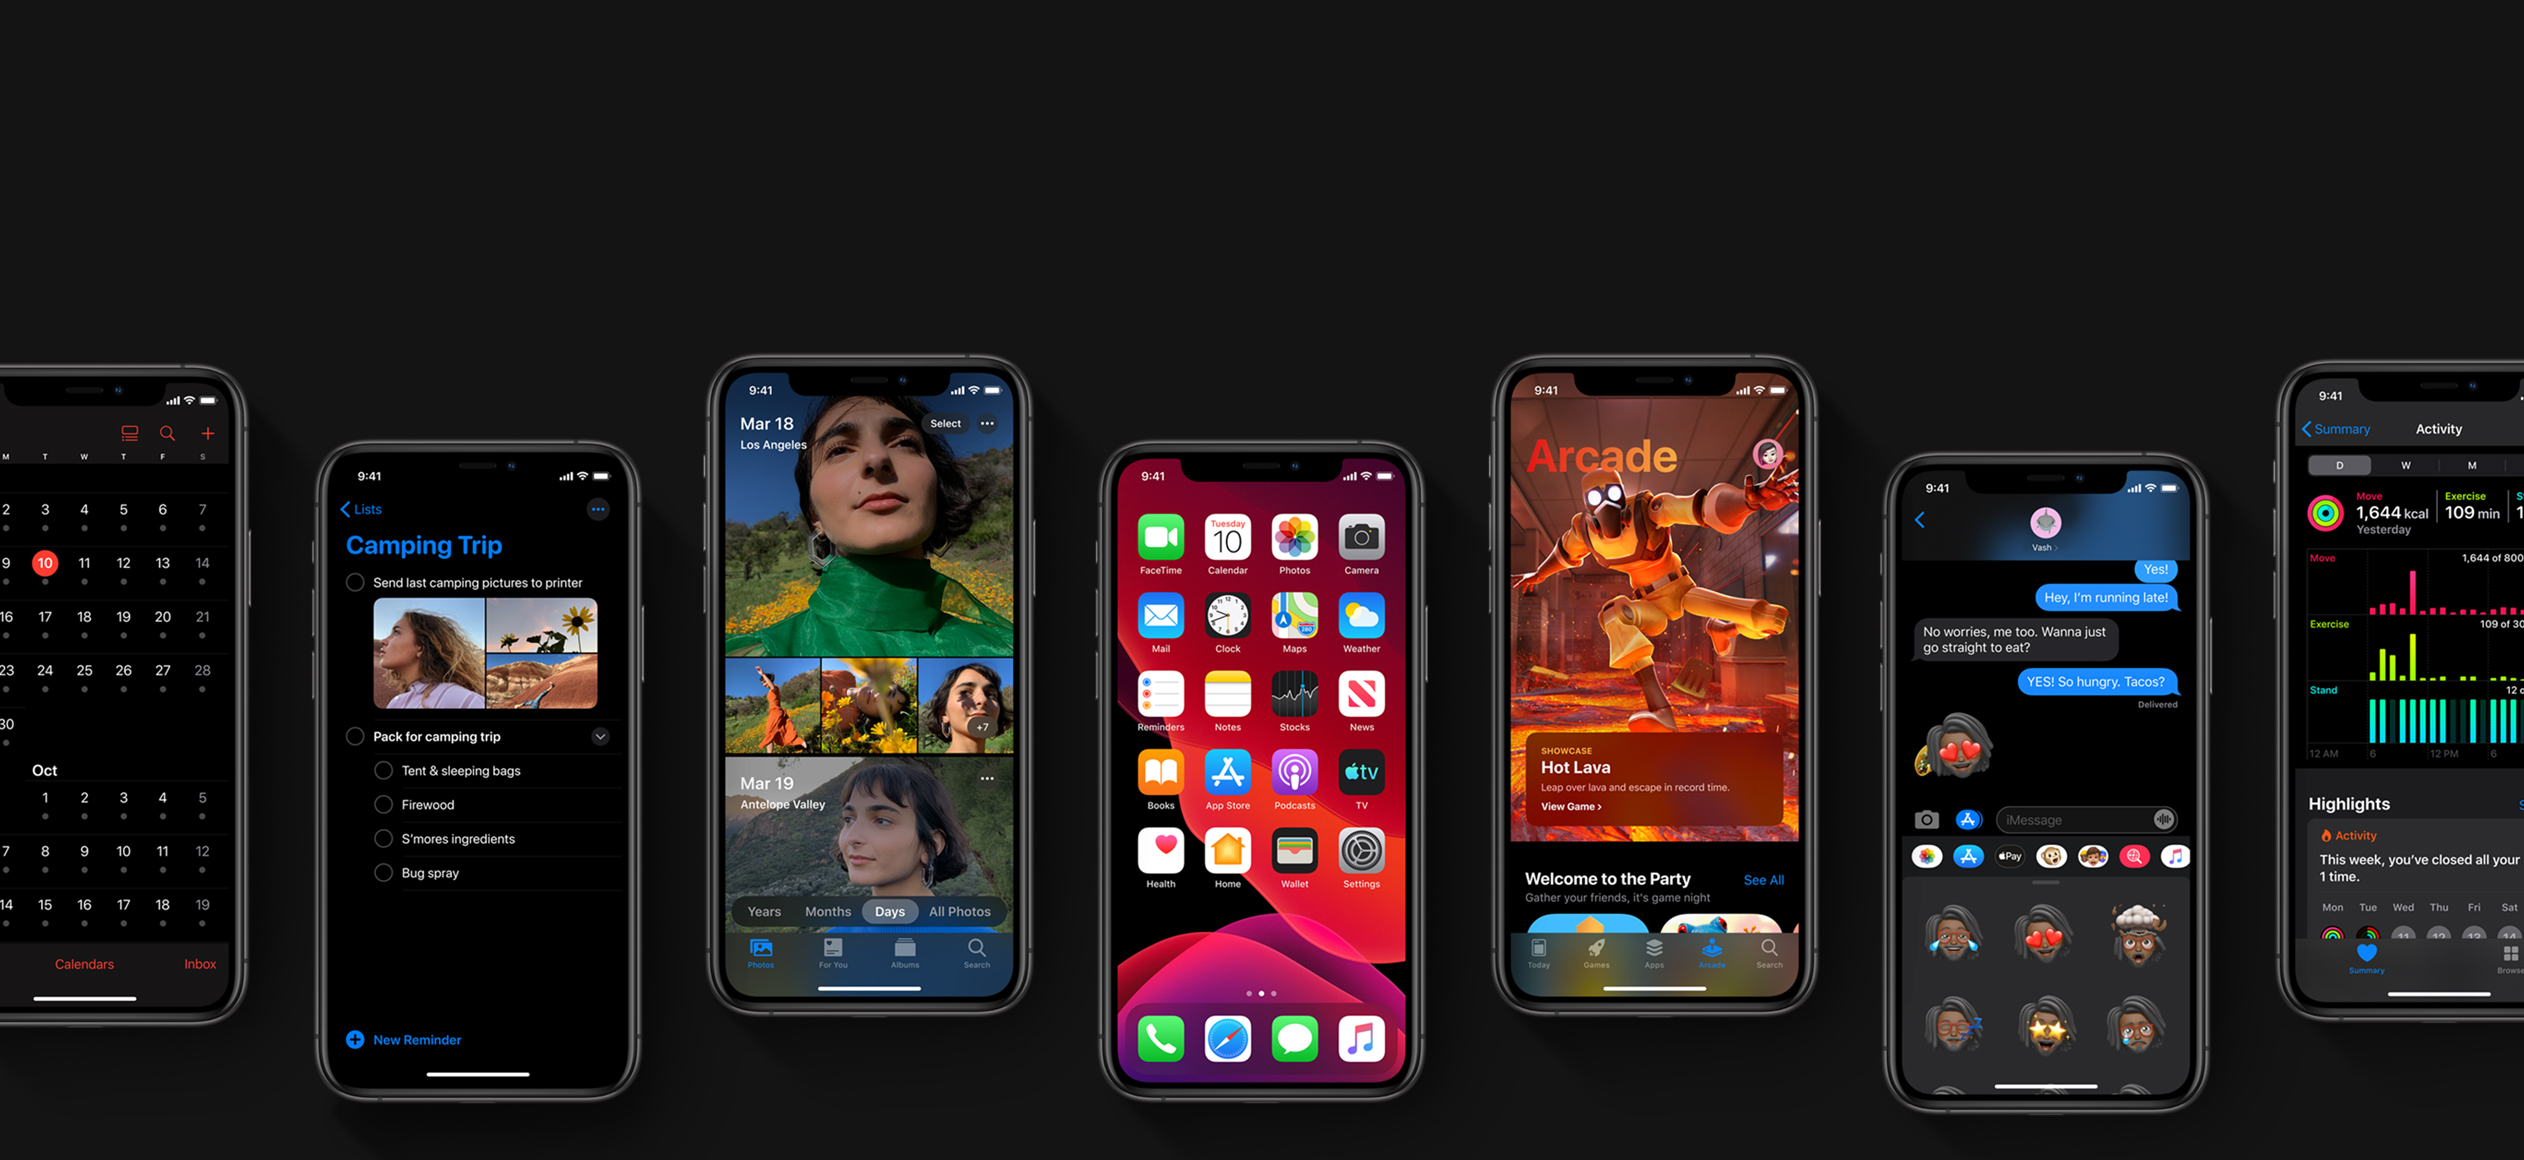 M T W T F S
2 3 4 5 6 7
9 10 11 12 13 14
16 17 18 19 20 21
23 24 25 26 27 28
30
Oct
1 2 3 4 5
7 8 9 10 11 12
14 15 16 17 18 19
Calendars Inbox
9:41
Lists
Camping Trip
Send last camping pictures to printer
Pack for camping trip
Tent & sleeping bags
Firewood
S'mores ingredients
Bug spray
New Reminder
9:41
Mar 18
Select
Los Angeles
+7
Mar 19
Antelope Valley
Years Months Days All Photos
Photos For You Albums Search
9:41
Tuesday
10
FaceTime Calendar Photos Camera
Mail Clock Maps Weather
Reminders Notes Stocks News
tv
Books App Store Podcasts TV
Health Home Wallet Settings
9:41
Arcade
SHOWCASE
Hot Lava
Leap over lava and escape in record time.
View Game >
Welcome to the Party See All
Gather your friends, it's game night
Today Games Apps Arcade Search
9:41
Vash >
Yes!
Hey, I'm running late!
No worries, me too. Wanna just
go straight to eat?
YES! So hungry. Tacos?
Delivered
iMessage
Pay
9:41
Summary Activity
D W M
Move Exercise
1,644 kcal 109 min
Yesterday
Move 1,644 of 800
Exercise 109 of 30
Stand 12 o
12 AM 6 12 PM 6
Highlights
Activity
This week, you've closed all your
1 time.
Mon Tue Wed Thu Fri Sat
11 12 13 14
Summary Browse